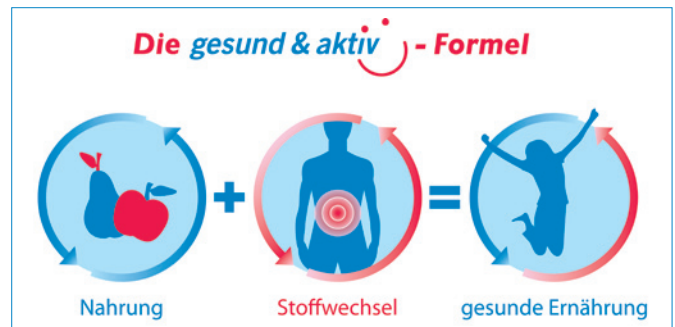 Die gesund & aktiv - Formel
Nahrung
Stoffwechsel
gesunde Ernährung